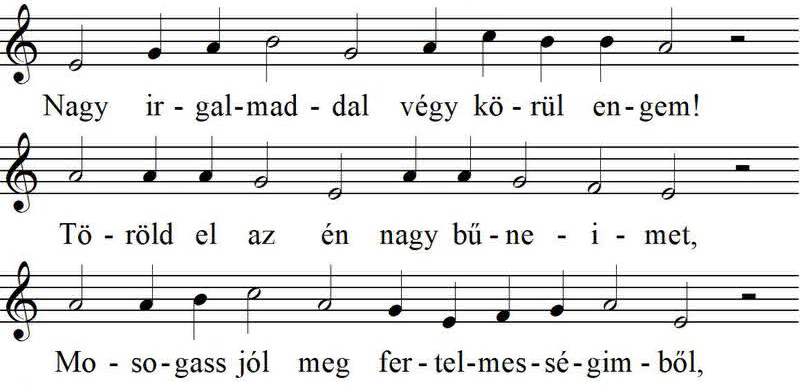 Nagy ir - gal-mad - dal végy kö - rül en-gem!
Tö - röld el az én nagy bű - ne - i - met,
Mo - so-gass jól meg fer-tel-mes-sé-gim-ből,